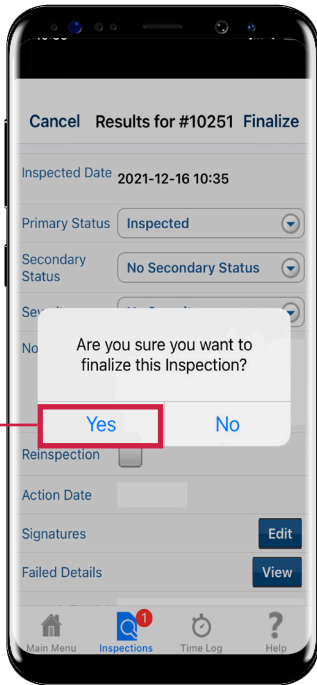 Cancel Results for #10251 Finalize
Inspected Date 2021-12-16 10:35
Primary Status Inspected
Secondary
Status No Secondary Status
Are you sure you want to
finalize this Inspection?
Yes No
Reinspection
Action Date
Signatures Edit
Failed Details View
1
Main Menu Inspections Time Log Help